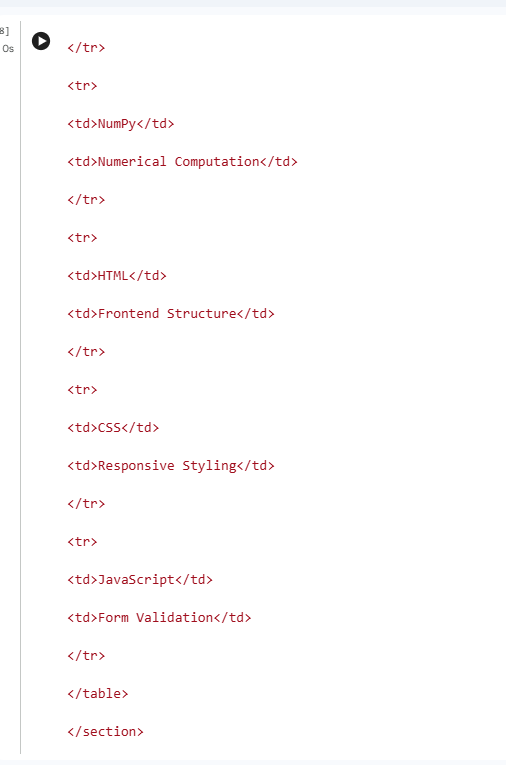 8]
0s
</tr>
<tr>
<td>NumPy</td>
<td>Numerical Computation</td>
</tr>
<tr>
<td>HTML</td>
<td>Frontend Structure</td>
</tr>
<tr>
<td>CSS</td>
<td>Responsive Styling</td>
</tr>
<tr>
<td>JavaScript</td>
<td>Form Validation</td>
</tr>
</table>
</section>